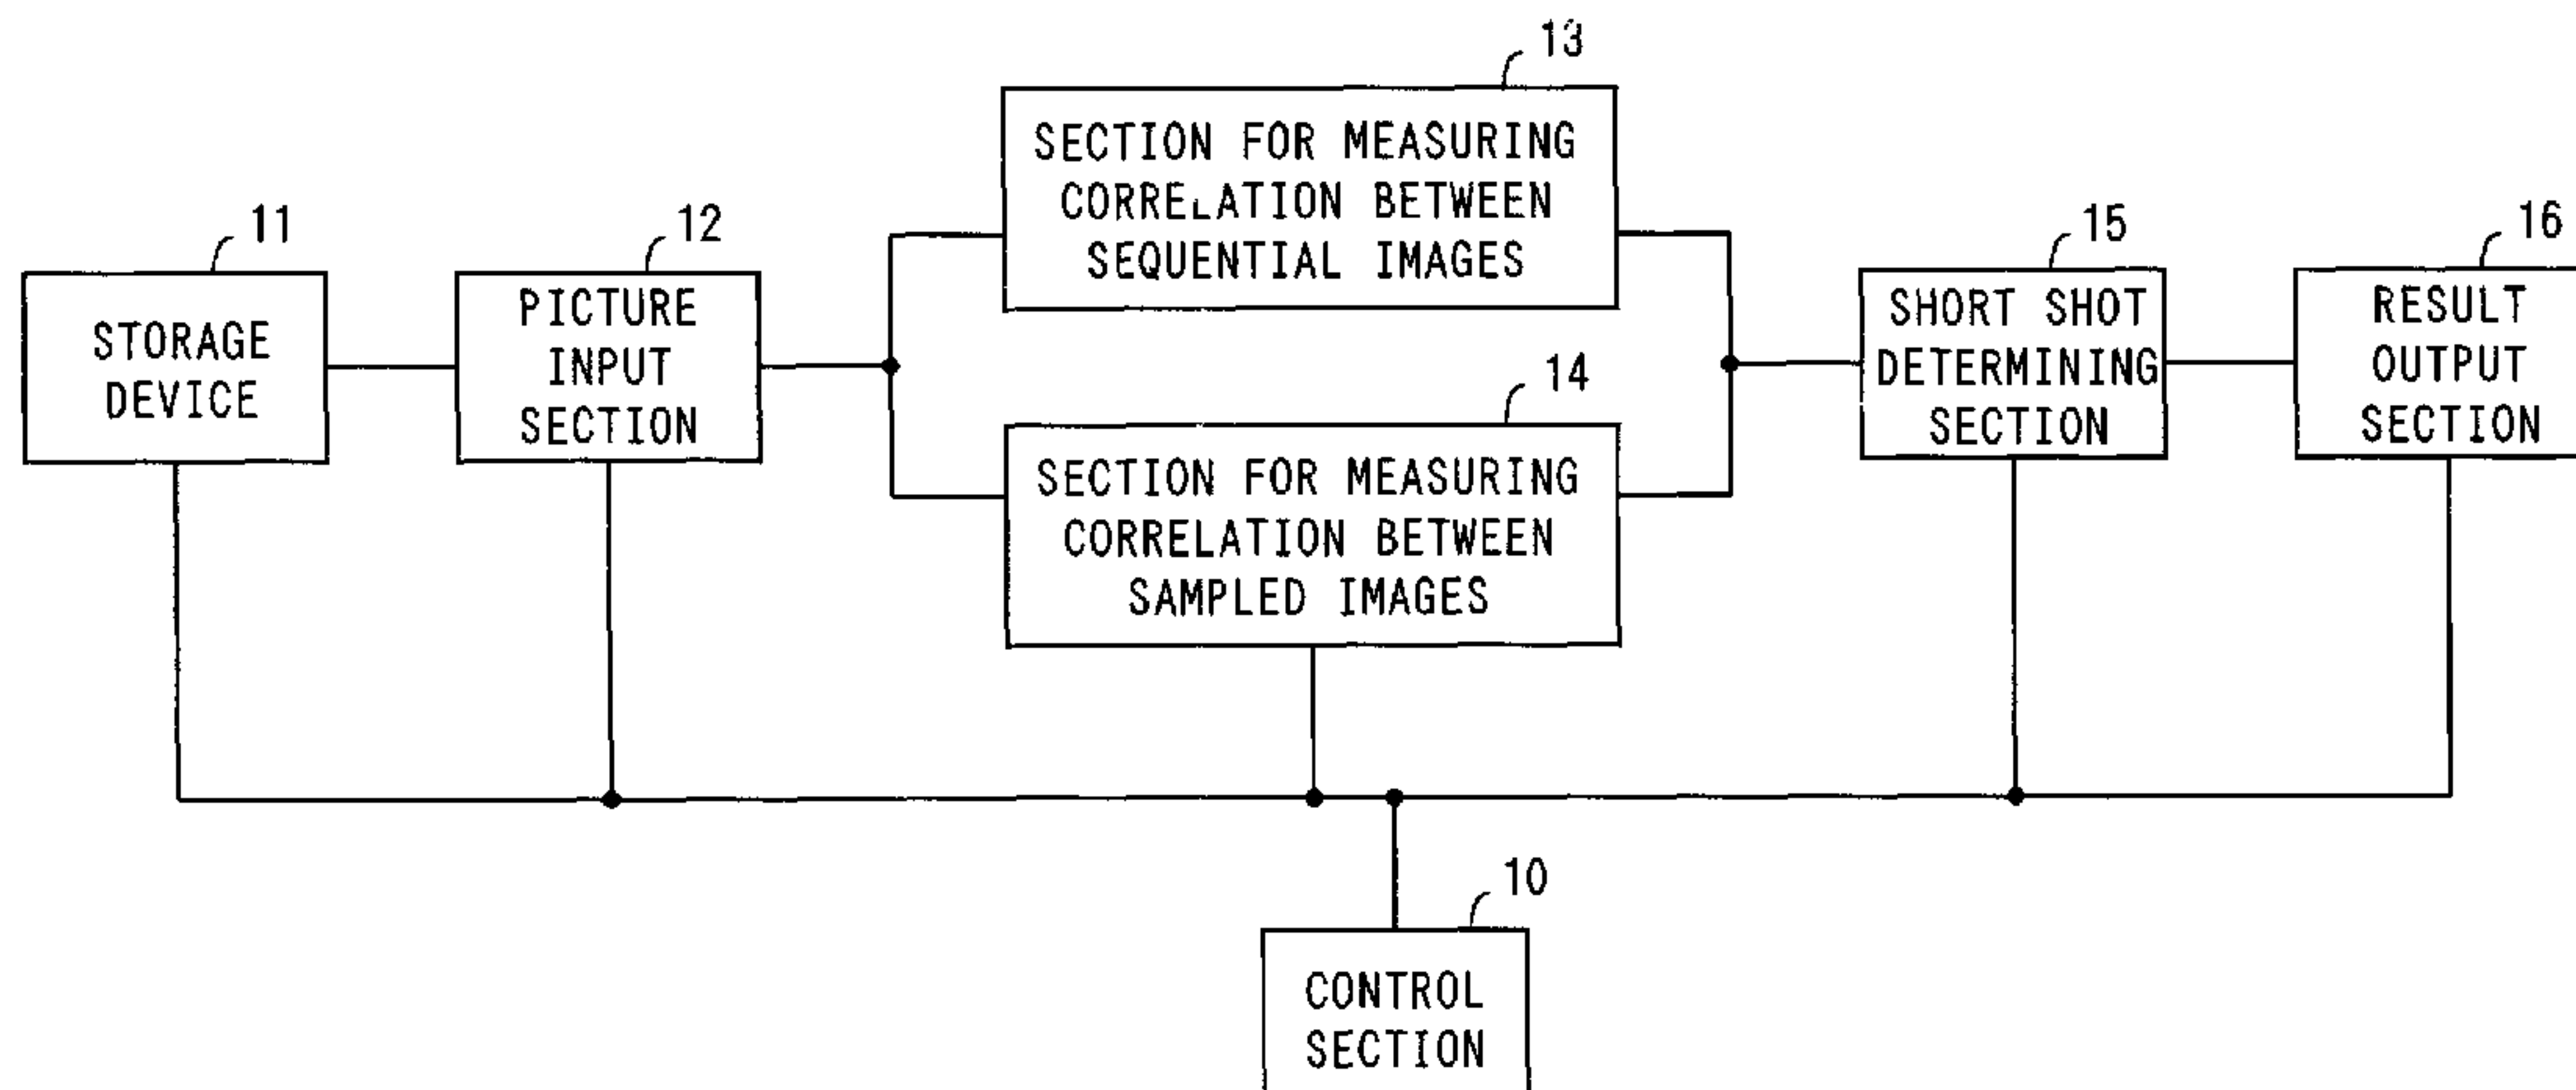 13
SECTION FOR MEASURING
CORRELATION BETWEEN
SEQUENTIAL IMAGES
11
STORAGE
DEVICE
12
PICTURE
INPUT
SECTION
14
SECTION FOR MEASURING
CORRELATION BETWEEN
SAMPLED IMAGES
15
SHORT SHOT
DETERMINING
SECTION
16
RESULT
OUTPUT
SECTION
10
CONTROL
SECTION